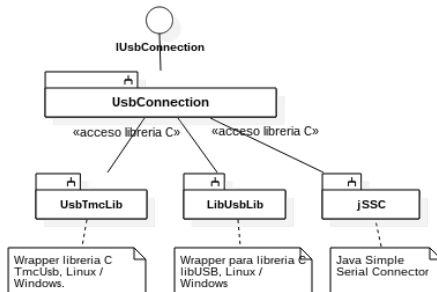 IUsbConnection
UsbConnection
«acceso libreria C»
«acceso libreria C»
UsbTmcLib
LibUsbLib
jSSC
Wrapper libreria C
TmcUsb, Linux /
Windows.
Wrapper para libreria C
libUSB, Linux /
Windows
Java Simple
Serial Connector